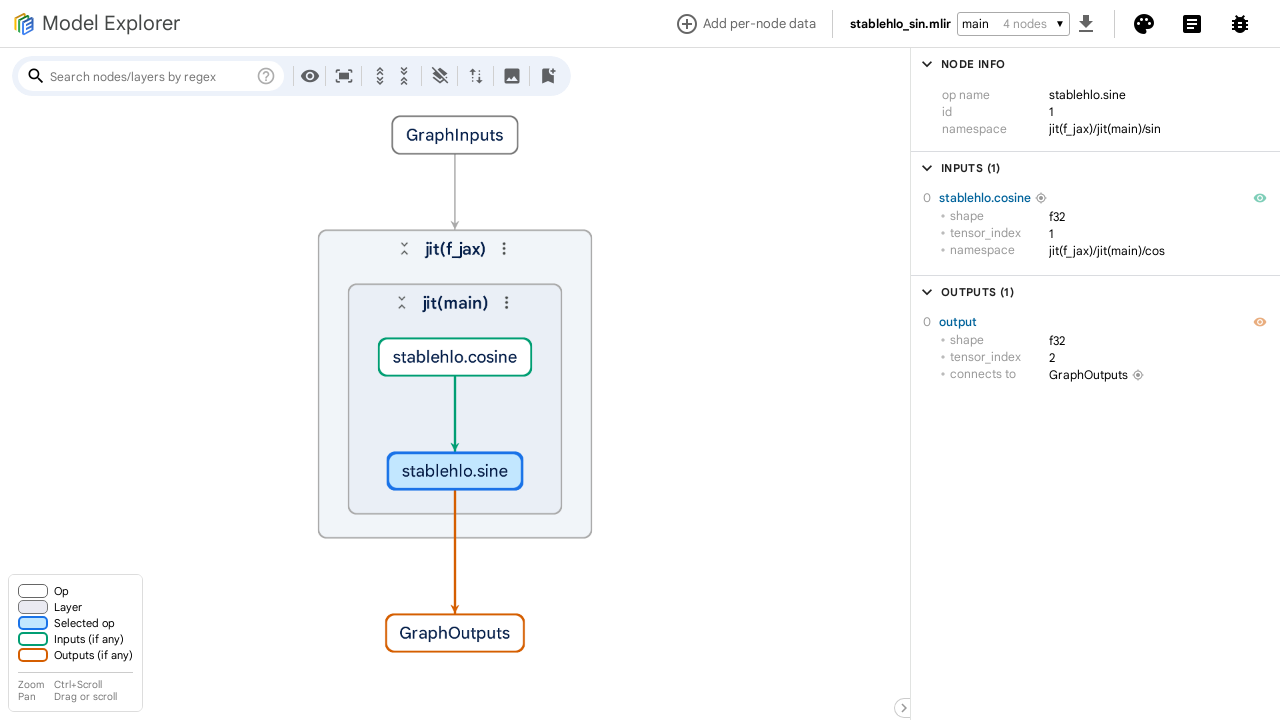 Model Explorer
Add per-node data
stablehlo_sin.mlir
main 4 nodes
Search nodes/layers by regex
GraphInputs
jit(f_jax)
jit(main)
stablehlo.cosine
stablehlo.sine
GraphOutputs
Op
Layer
Selected op
Inputs (if any)
Outputs (if any)
Zoom Ctrl+Scroll
Pan Drag or scroll
NODE INFO
op name stablehlo.sine
id 1
namespace jit(f_jax)/jit(main)/sin
INPUTS (1)
0 stablehlo.cosine
• shape f32
• tensor_index 1
• namespace jit(f_jax)/jit(main)/cos
OUTPUTS (1)
0 output
• shape f32
• tensor_index 2
• connects to GraphOutputs